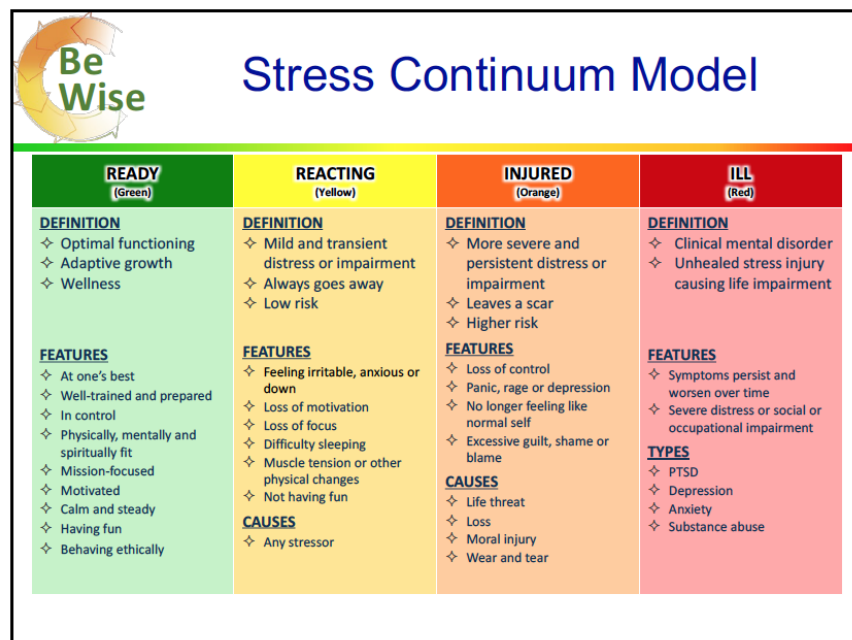 Be
Wise
Stress Continuum Model
READY
(Green)
DEFINITION
✧ Optimal functioning
✧ Adaptive growth
✧ Wellness
FEATURES
✧ At one's best
✧ Well-trained and prepared
✧ In control
✧ Physically, mentally and
spiritually fit
✧ Mission-focused
✧ Motivated
✧ Calm and steady
✧ Having fun
✧ Behaving ethically
REACTING
(Yellow)
DEFINITION
✧ Mild and transient
distress or impairment
✧ Always goes away
✧ Low risk
FEATURES
✧ Feeling irritable, anxious or
down
✧ Loss of motivation
✧ Loss of focus
✧ Difficulty sleeping
✧ Muscle tension or other
physical changes
✧ Not having fun
CAUSES
✧ Any stressor
INJURED
(Orange)
DEFINITION
✧ More severe and
persistent distress or
impairment
✧ Leaves a scar
✧ Higher risk
FEATURES
✧ Loss of control
✧ Panic, rage or depression
✧ No longer feeling like
normal self
✧ Excessive guilt, shame or
blame
CAUSES
✧ Life threat
✧ Loss
✧ Moral injury
✧ Wear and tear
ILL
(Red)
DEFINITION
✧ Clinical mental disorder
✧ Unhealed stress injury
causing life impairment
FEATURES
✧ Symptoms persist and
worsen over time
✧ Severe distress or social or
occupational impairment
TYPES
✧ PTSD
✧ Depression
✧ Anxiety
✧ Substance abuse